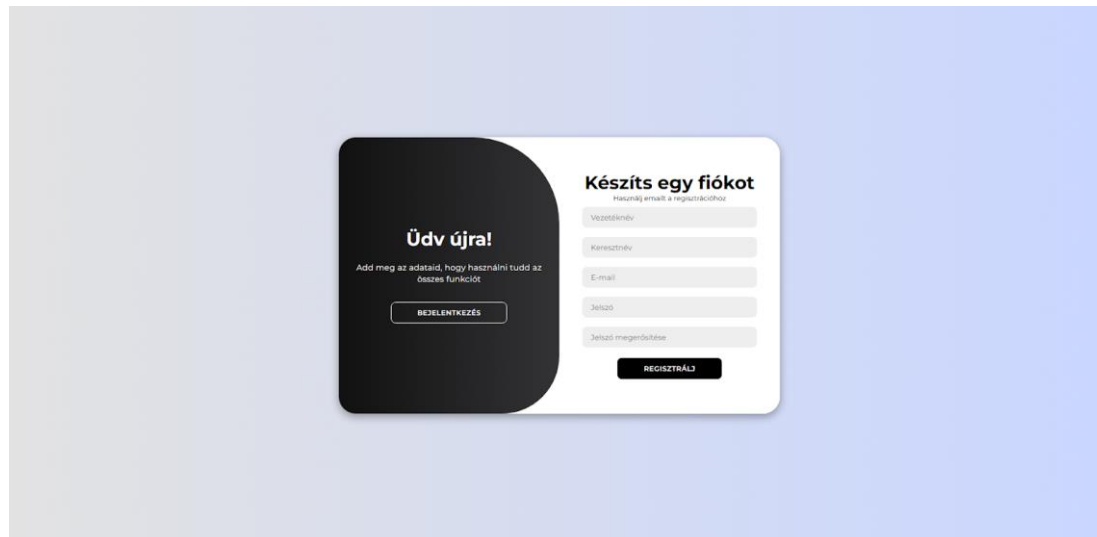 Üdv újra!
Add meg az adataid, hogy használni tudd az
összes funkciót
BEJELENTKEZÉS
Készíts egy fiókot
Használj emailt a regisztrációhoz
Vezetéknév
Keresztnév
E-mail
Jelszó
Jelszó megerősítése
REGISZTRÁLJ